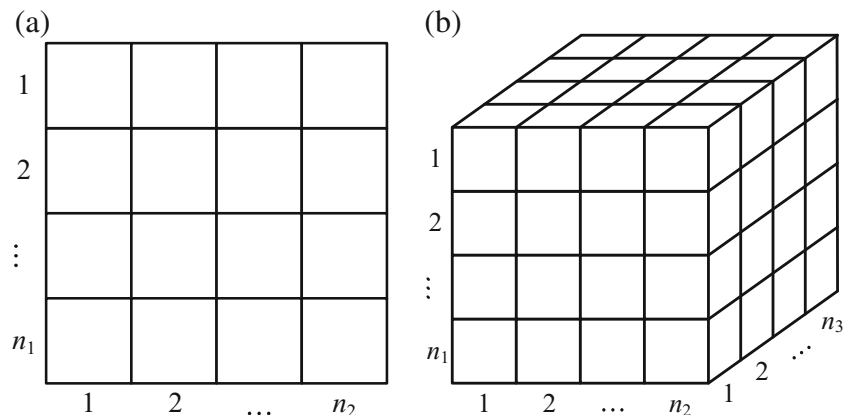 (a)
1
2
⋮
n₁
1 2 … n₂
(b)
1
2
⋮
n₁
1 2 … n₂
1 2 … n₃